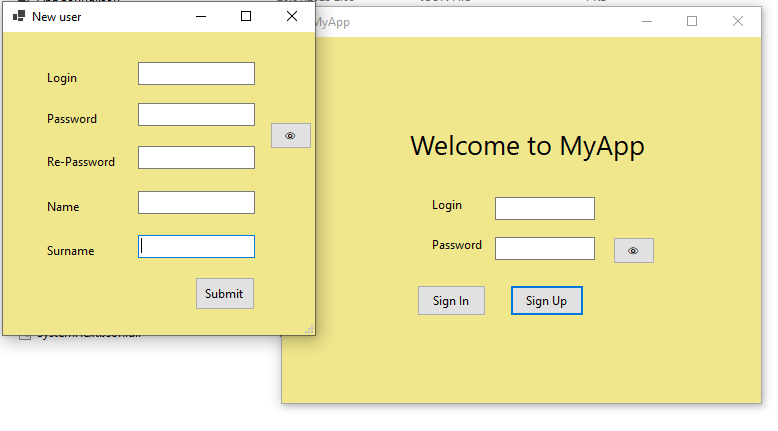 New user
Login
Password
Re-Password
Name
Surname
Submit
MyApp
Welcome to MyApp
Login
Password
Sign In
Sign Up